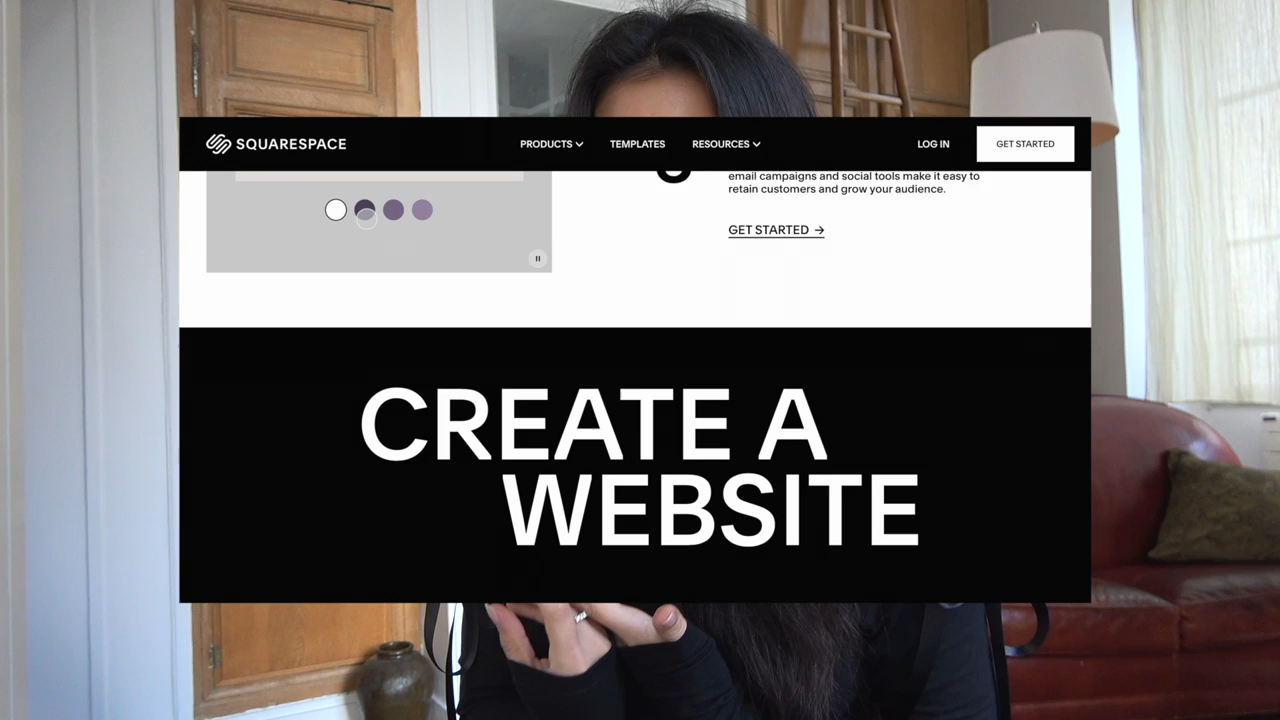 SQUARESPACE
PRODUCTS
TEMPLATES
RESOURCES
LOG IN
GET STARTED
email campaigns and social tools make it easy to
retain customers and grow your audience.
GET STARTED →
CREATE A
WEBSITE